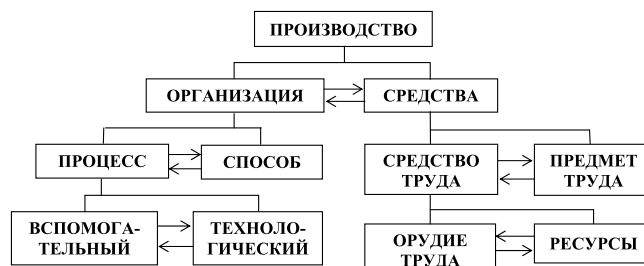 ПРОИЗВОДСТВО
ОРГАНИЗАЦИЯ
СРЕДСТВА
ПРОЦЕСС
СПОСОБ
СРЕДСТВО
ТРУДА
ПРЕДМЕТ
ТРУДА
ВСПОМОГА-
ТЕЛЬНЫЙ
ТЕХНОЛО-
ГИЧЕСКИЙ
ОРУДИЕ
ТРУДА
РЕСУРСЫ